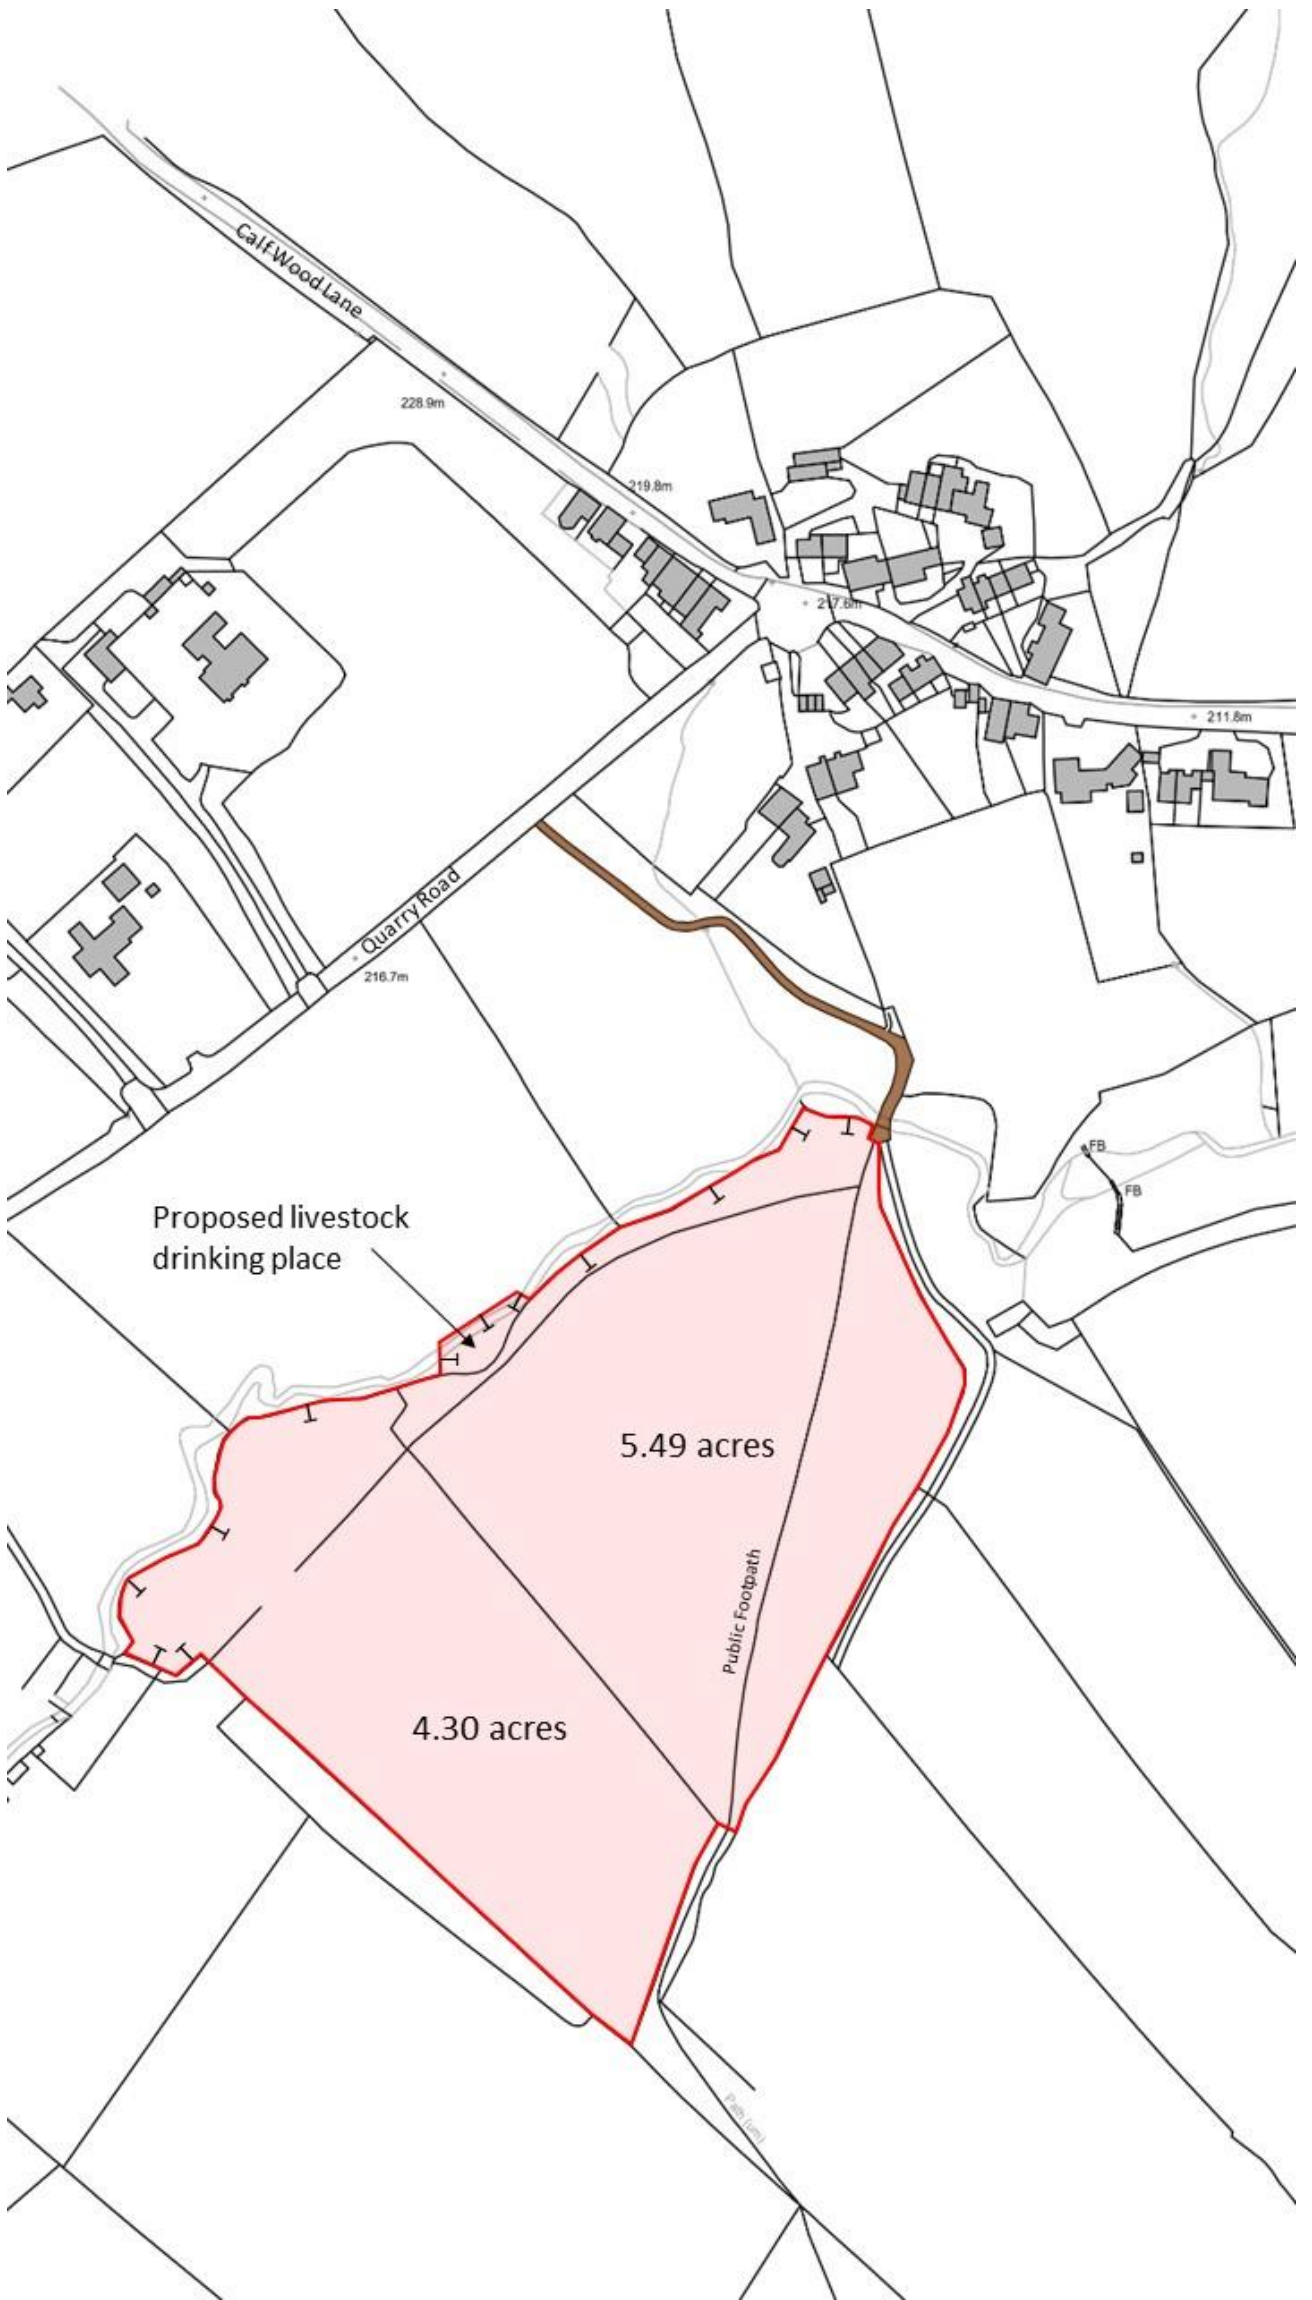 Calf Wood Lane
228.9m
219.8m
217.6m
211.8m
Quarry Road
216.7m
FB
FB
Proposed livestock
drinking place
5.49 acres
Public Footpath
4.30 acres
Path (um)